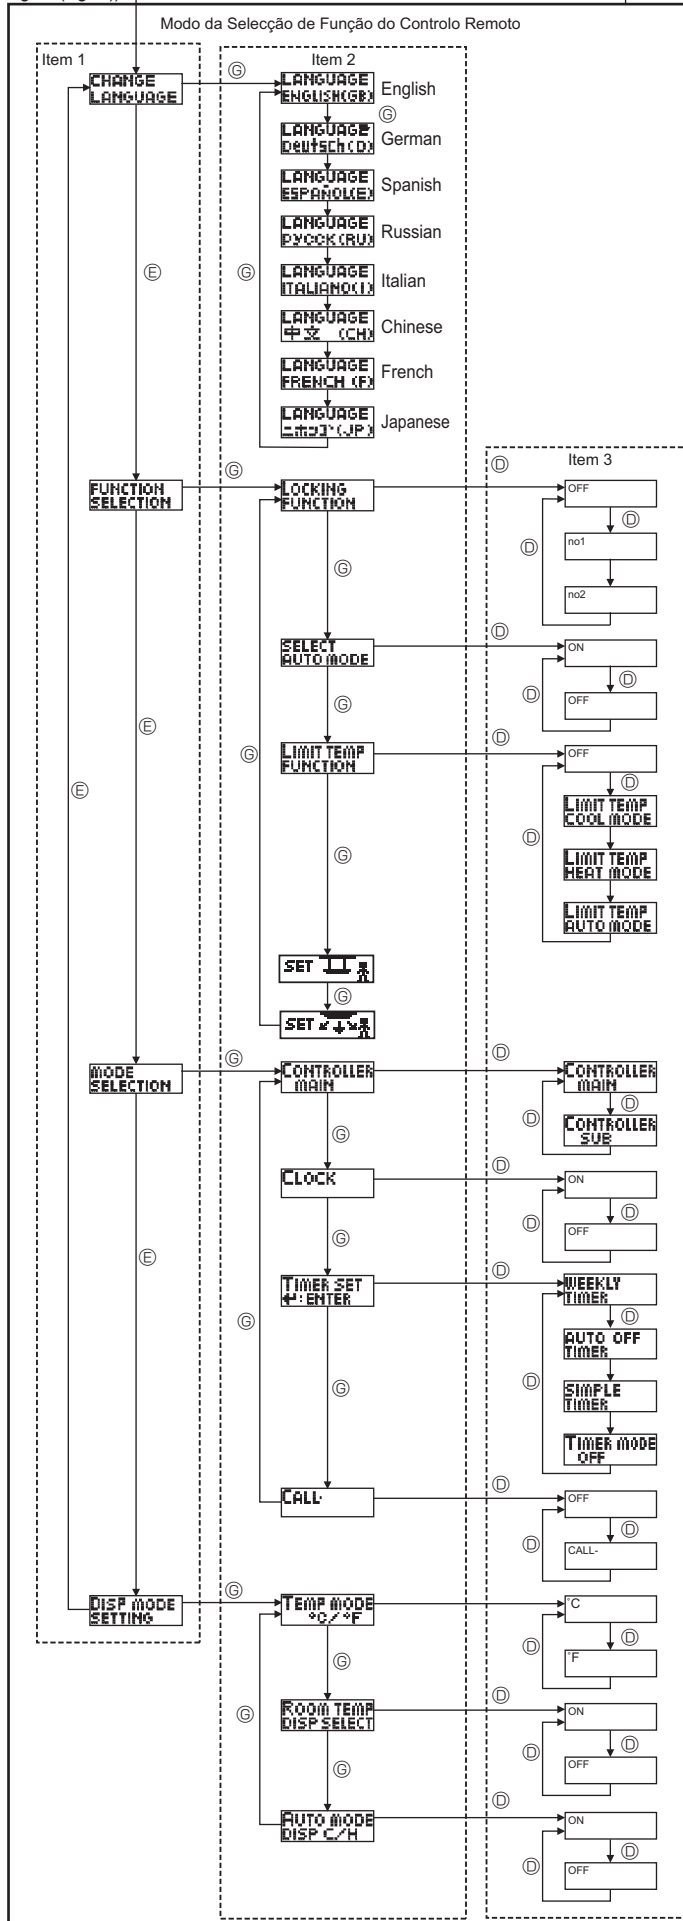 Modo da Selecção de Função do Controlo Remoto
Item 1
Item 2
CHANGE
LANGUAGE
Ⓖ
LANGUAGE
ENGLISH(GB)
English
Ⓖ
LANGUAGE
Deutsch(D)
German
LANGUAGE
ESPAÑOL(E)
Spanish
LANGUAGE
РУССК(RU)
Russian
Ⓔ
Ⓖ
LANGUAGE
ITALIANO(I)
Italian
LANGUAGE
中文 (CH)
Chinese
LANGUAGE
FRENCH (F)
French
LANGUAGE
ニホンゴ(JP)
Japanese
Item 3
FUNCTION
SELECTION
Ⓖ
LOCKING
FUNCTION
Ⓓ
OFF
Ⓓ
Ⓓ
no1
no2
Ⓖ
SELECT
AUTO MODE
Ⓓ
ON
Ⓓ
Ⓓ
OFF
Ⓖ
Ⓔ
Ⓖ
LIMIT TEMP
FUNCTION
Ⓓ
OFF
Ⓓ
Ⓔ
LIMIT TEMP
COOL MODE
Ⓓ
LIMIT TEMP
HEAT MODE
LIMIT TEMP
AUTO MODE
Ⓖ
SET
Ⓖ
SET
MODE
SELECTION
Ⓖ
CONTROLLER
MAIN
Ⓓ
CONTROLLER
MAIN
Ⓓ
Ⓓ
CONTROLLER
SUB
Ⓖ
CLOCK
Ⓓ
ON
Ⓓ
Ⓓ
OFF
Ⓖ
Ⓔ
TIMER SET
↵:ENTER
Ⓓ
WEEKLY
TIMER
Ⓓ
Ⓖ
AUTO OFF
TIMER
Ⓓ
SIMPLE
TIMER
Ⓖ
TIMER MODE
OFF
CALL·
Ⓓ
OFF
Ⓓ
Ⓓ
CALL-
DISP MODE
SETTING
Ⓖ
TEMP MODE
°C/°F
Ⓓ
°C
Ⓓ
Ⓓ
°F
Ⓖ
ROOM TEMP
DISP SELECT
Ⓓ
ON
Ⓓ
Ⓓ
OFF
Ⓖ
Ⓖ
AUTO MODE
DISP C/H
Ⓓ
ON
Ⓓ
Ⓓ
OFF